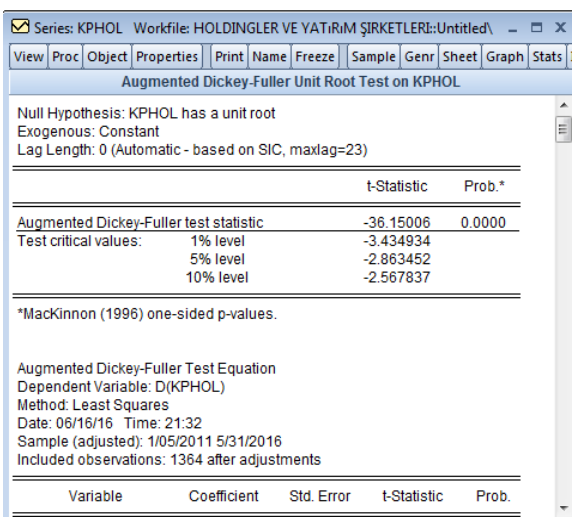 Series: KPHOL Workfile: HOLDINGLER VE YATıRıM ŞIRKETLERI::Untitled\
View Proc Object Properties Print Name Freeze Sample Genr Sheet Graph Stats
Augmented Dickey-Fuller Unit Root Test on KPHOL
Null Hypothesis: KPHOL has a unit root
Exogenous: Constant
Lag Length: 0 (Automatic - based on SIC, maxlag=23)
t-Statistic Prob.*
Augmented Dickey-Fuller test statistic -36.15006 0.0000
Test critical values: 1% level -3.434934
5% level -2.863452
10% level -2.567837
*MacKinnon (1996) one-sided p-values.
Augmented Dickey-Fuller Test Equation
Dependent Variable: D(KPHOL)
Method: Least Squares
Date: 06/16/16 Time: 21:32
Sample (adjusted): 1/05/2011 5/31/2016
Included observations: 1364 after adjustments
Variable Coefficient Std. Error t-Statistic Prob.